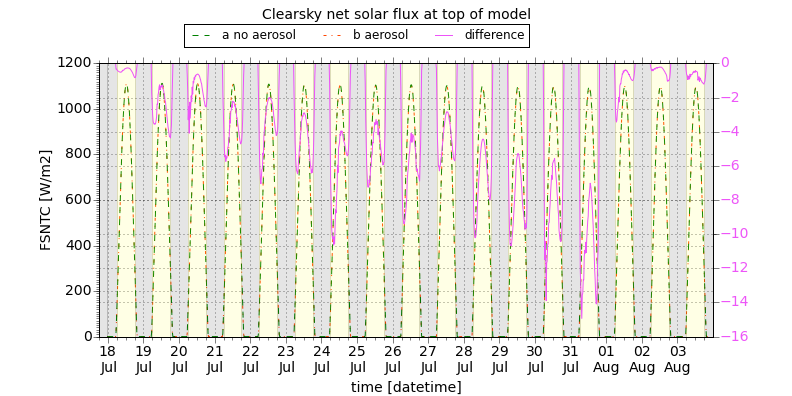 Clearsky net solar flux at top of model
a no aerosol b aerosol difference
FSNTC [W/m2]
1200
1000
800
600
400
200
0
0
−2
−4
−6
−8
−10
−12
−14
−16
18 19 20 21 22 23 24 25 26 27 28 29 30 31 01 02 03
Jul Jul Jul Jul Jul Jul Jul Jul Jul Jul Jul Jul Jul Jul Aug Aug Aug
time [datetime]